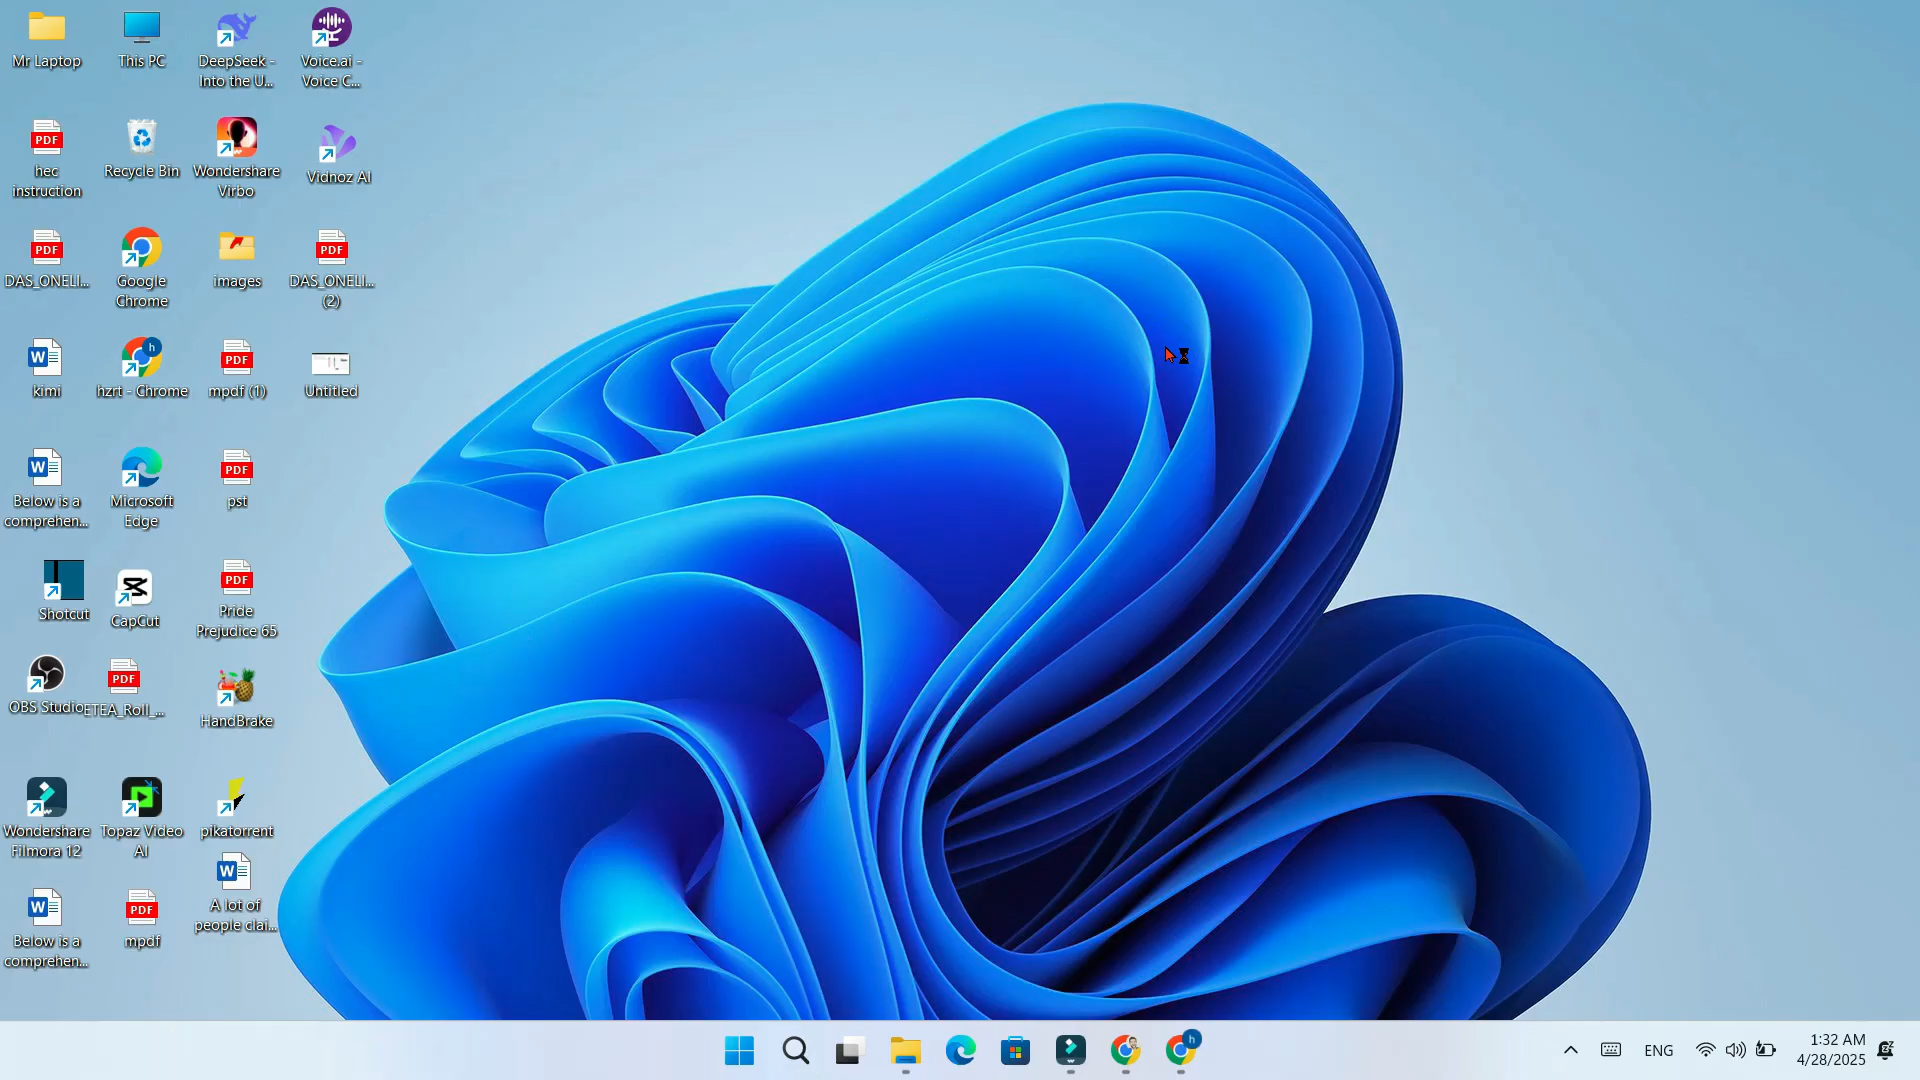 Mr Laptop
This PC
DeepSeek -
Into the U...
Voice.ai -
Voice C...
PDF
hec
instruction
Recycle Bin
Wondershare
Virbo
Vidnoz AI
PDF
DAS_ONELI...
Google
Chrome
images
PDF
DAS_ONELI...
(2)
W
kimi
h
hzrt - Chrome
PDF
mpdf (1)
Untitled
W
Below is a
comprehen...
Microsoft
Edge
PDF
pst
Shotcut
CapCut
PDF
Pride
Prejudice 65
OBS Studio
PDF
ETEA_Roll_...
HandBrake
Wondershare
Filmora 12
Topaz Video
AI
pikatorrent
W
Below is a
comprehen...
PDF
mpdf
W
A lot of
people clai...
h
ENG
1:32 AM
4/28/2025